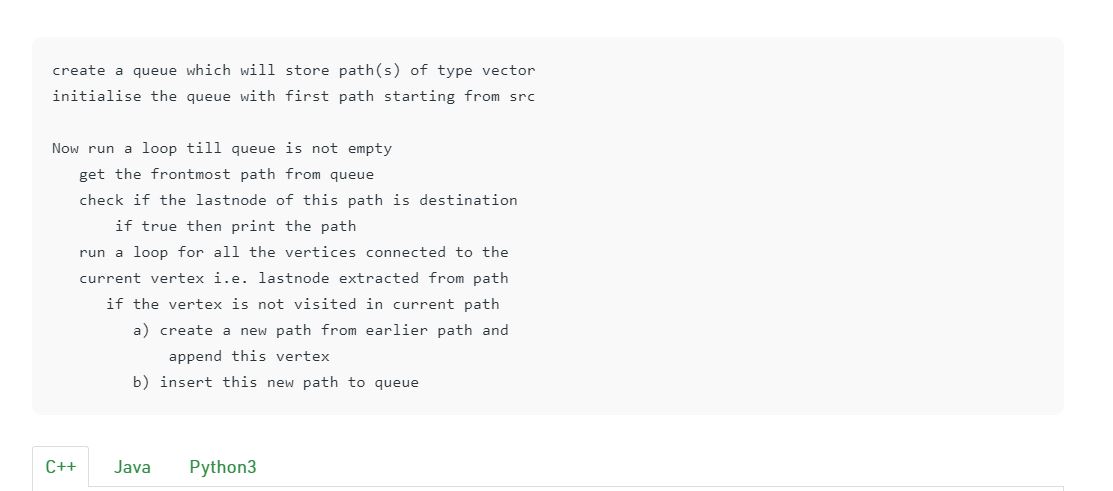 create a queue which will store path(s) of type vector
initialise the queue with first path starting from src
Now run a loop till queue is not empty
get the frontmost path from queue
check if the lastnode of this path is destination
if true then print the path
run a loop for all the vertices connected to the
current vertex i.e. lastnode extracted from path
if the vertex is not visited in current path
a) create a new path from earlier path and
append this vertex
b) insert this new path to queue
C++ Java Python3